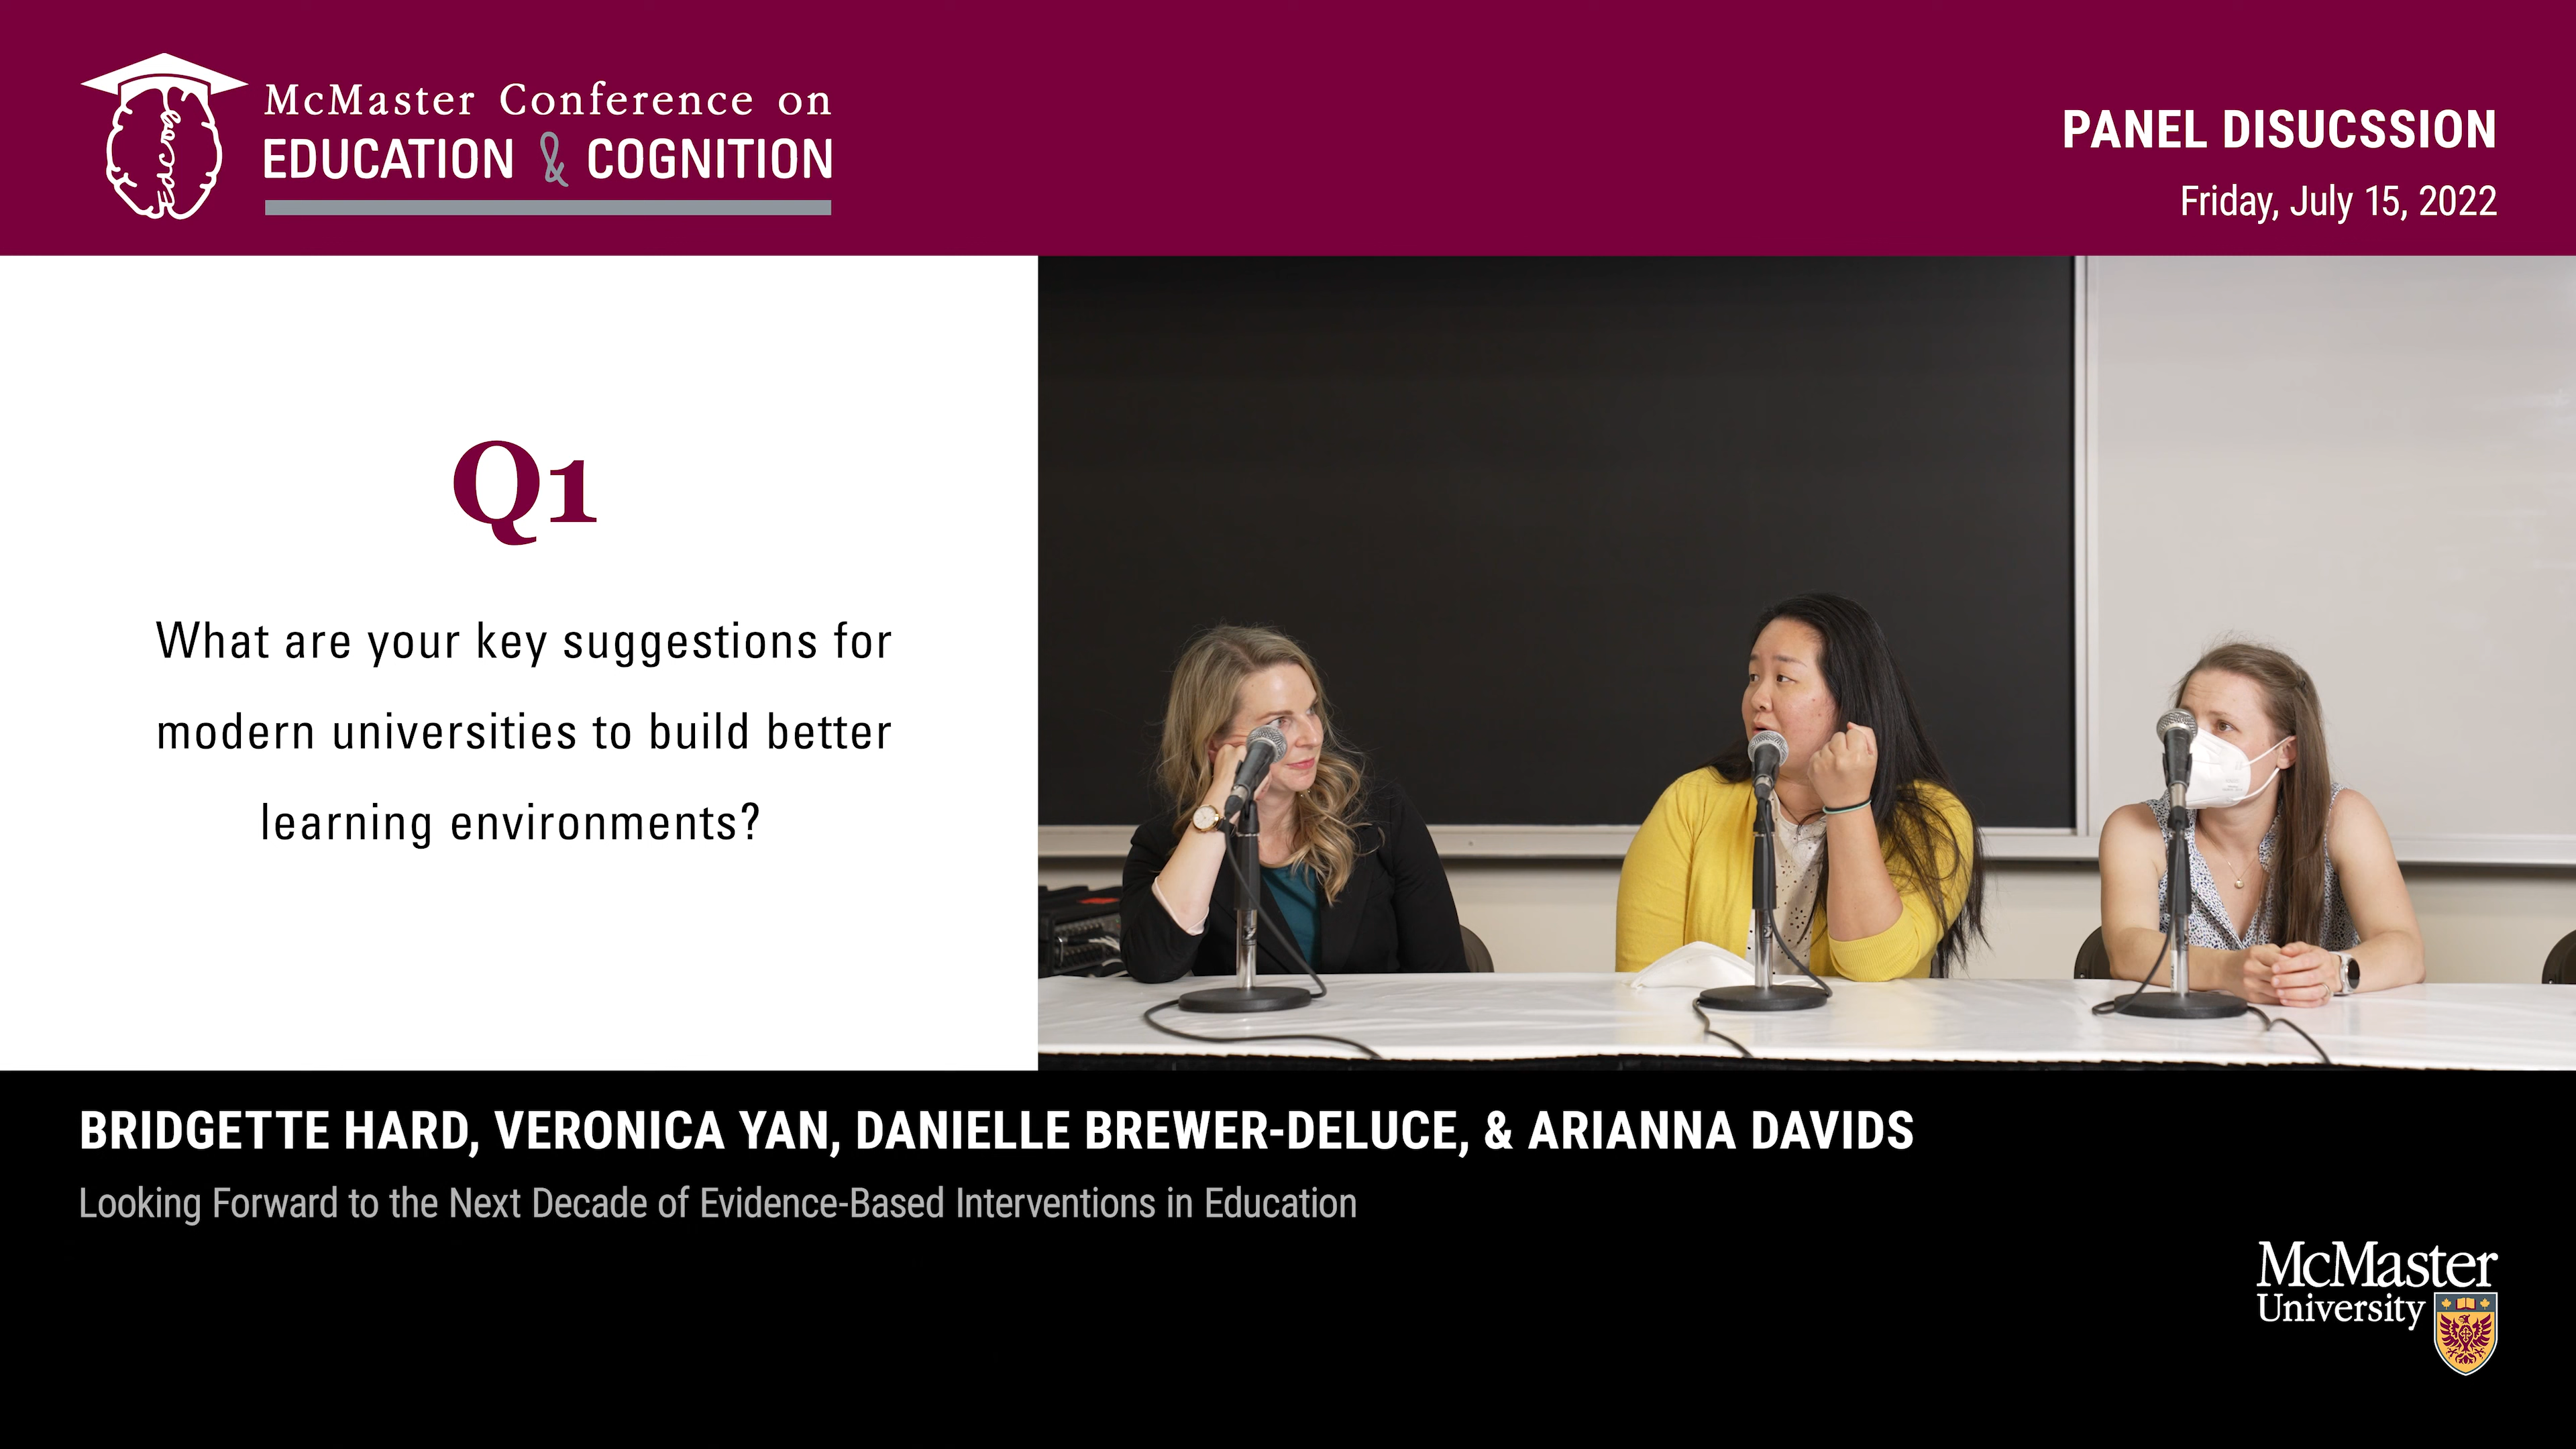 EdCog
McMaster Conference on
EDUCATION & COGNITION
PANEL DISUCSSION
Friday, July 15, 2022
Q1
What are your key suggestions for
modern universities to build better
learning environments?
BRIDGETTE HARD, VERONICA YAN, DANIELLE BREWER-DELUCE, & ARIANNA DAVIDS
Looking Forward to the Next Decade of Evidence-Based Interventions in Education
McMaster
University